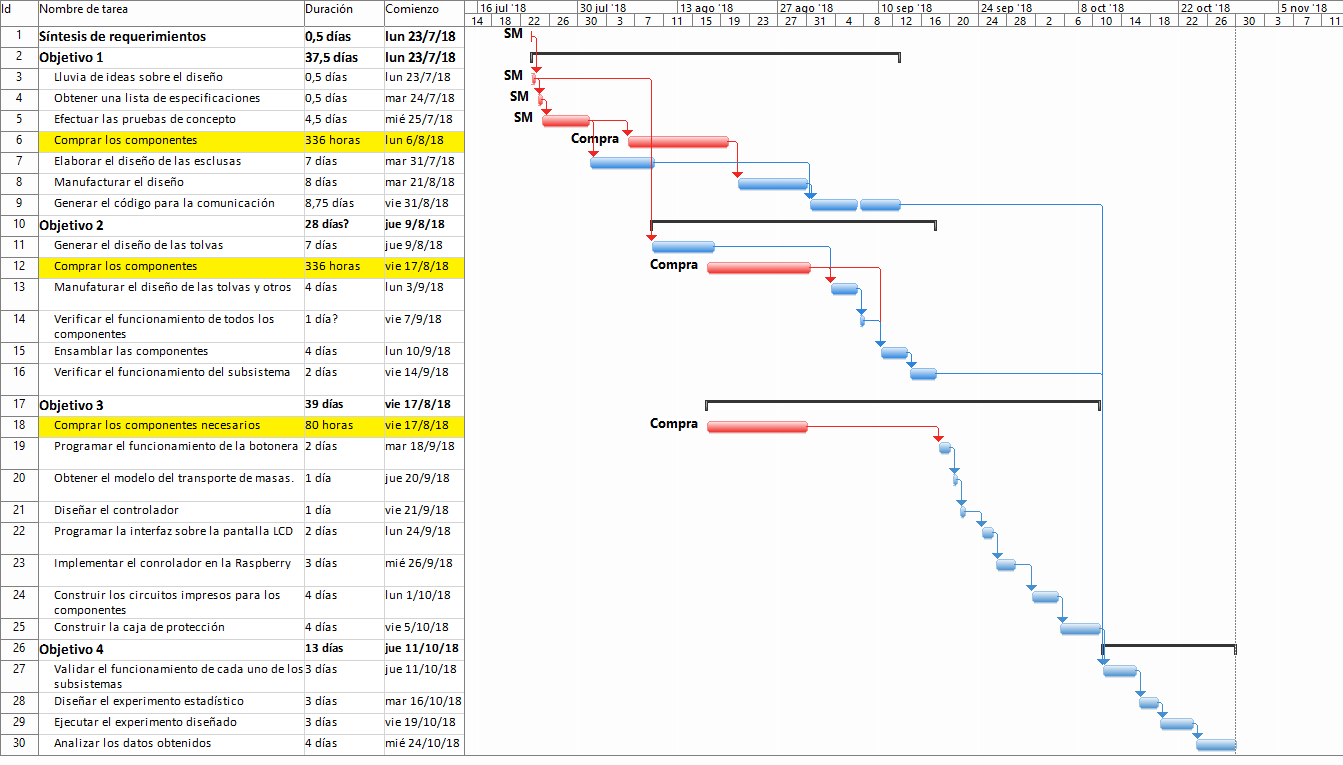 Id Nombre de tarea Duración Comienzo 16 jul '18 30 jul '18 13 ago '18 27 ago '18 10 sep '18 24 sep '18 8 oct '18 22 oct '18 5 nov '18
14 18 22 26 30 3 7 11 15 19 23 27 31 4 8 12 16 20 24 28 2 6 10 14 18 22 26 30 3 7 11
1 Síntesis de requerimientos 0,5 días lun 23/7/18 SM
2 Objetivo 1 37,5 días lun 23/7/18
3 Lluvia de ideas sobre el diseño 0,5 días lun 23/7/18 SM
4 Obtener una lista de especificaciones 0,5 días mar 24/7/18 SM
5 Efectuar las pruebas de concepto 4,5 días mié 25/7/18 SM
6 Comprar los componentes 336 horas lun 6/8/18 Compra
7 Elaborar el diseño de las esclusas 7 días mar 31/7/18
8 Manufacturar el diseño 8 días mar 21/8/18
9 Generar el código para la comunicación 8,75 días vie 31/8/18
10 Objetivo 2 28 días? jue 9/8/18
11 Generar el diseño de las tolvas 7 días jue 9/8/18
12 Comprar los componentes 336 horas vie 17/8/18 Compra
13 Manufaturar el diseño de las tolvas y otros 4 días lun 3/9/18
14 Verificar el funcionamiento de todos los 1 día? vie 7/9/18
componentes
15 Ensamblar las componentes 4 días lun 10/9/18
16 Verificar el funcionamiento del subsistema 2 días vie 14/9/18
17 Objetivo 3 39 días vie 17/8/18
18 Comprar los componentes necesarios 80 horas vie 17/8/18 Compra
19 Programar el funcionamiento de la botonera 2 días mar 18/9/18
20 Obtener el modelo del transporte de masas. 1 día jue 20/9/18
21 Diseñar el controlador 1 día vie 21/9/18
22 Programar la interfaz sobre la pantalla LCD 2 días lun 24/9/18
23 Implementar el conrolador en la Raspberry 3 días mié 26/9/18
24 Construir los circuitos impresos para los 4 días lun 1/10/18
componentes
25 Construir la caja de protección 4 días vie 5/10/18
26 Objetivo 4 13 días jue 11/10/18
27 Validar el funcionamiento de cada uno de los 3 días jue 11/10/18
subsistemas
28 Diseñar el experimento estadístico 3 días mar 16/10/18
29 Ejecutar el experimento diseñado 3 días vie 19/10/18
30 Analizar los datos obtenidos 4 días mié 24/10/18